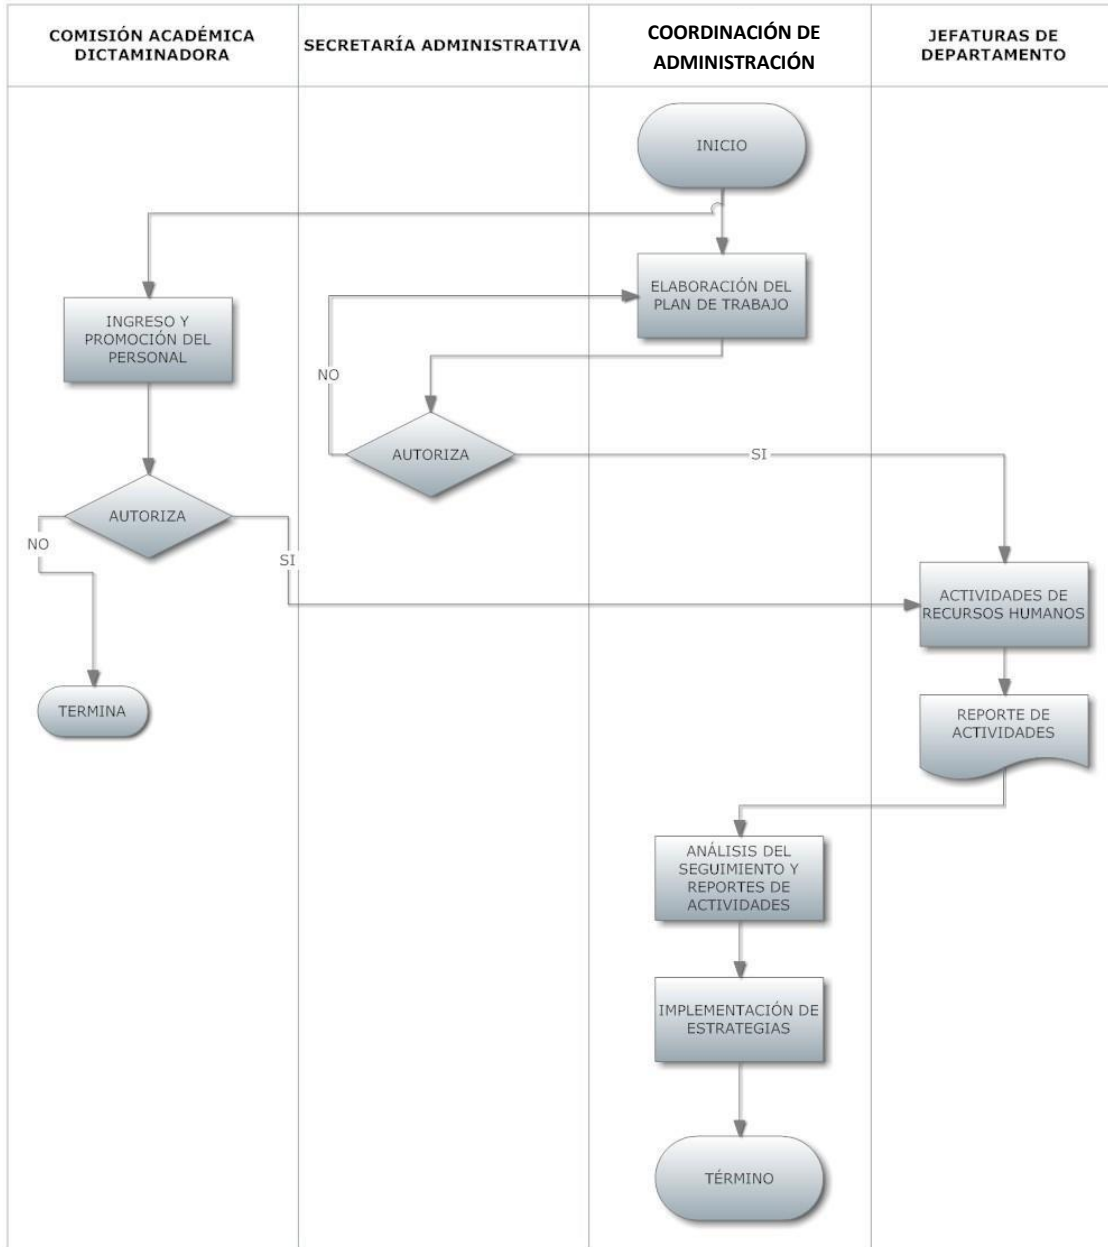 COMISIÓN ACADÉMICA
DICTAMINADORA
SECRETARÍA ADMINISTRATIVA
COORDINACIÓN DE
ADMINISTRACIÓN
JEFATURAS DE
DEPARTAMENTO
INICIO
ELABORACIÓN DEL
PLAN DE TRABAJO
INGRESO Y
PROMOCIÓN DEL
PERSONAL
NO
AUTORIZA
SI
AUTORIZA
NO
SI
ACTIVIDADES DE
RECURSOS HUMANOS
TERMINA
REPORTE DE
ACTIVIDADES
ANÁLISIS DEL
SEGUIMIENTO Y
REPORTES DE
ACTIVIDADES
IMPLEMENTACIÓN DE
ESTRATEGIAS
TÉRMINO